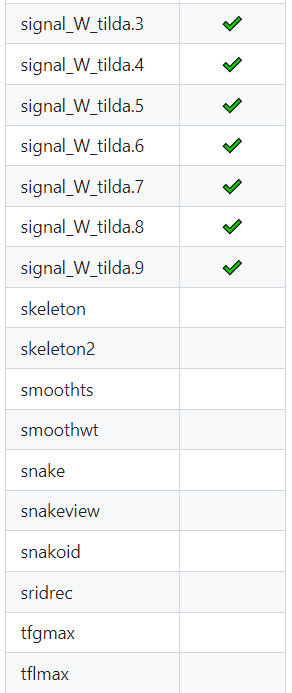 signal_W_tilda.3 ✔
signal_W_tilda.4 ✔
signal_W_tilda.5 ✔
signal_W_tilda.6 ✔
signal_W_tilda.7 ✔
signal_W_tilda.8 ✔
signal_W_tilda.9 ✔
skeleton
skeleton2
smoothts
smoothwt
snake
snakeview
snakoid
sridrec
tfgmax
tflmax